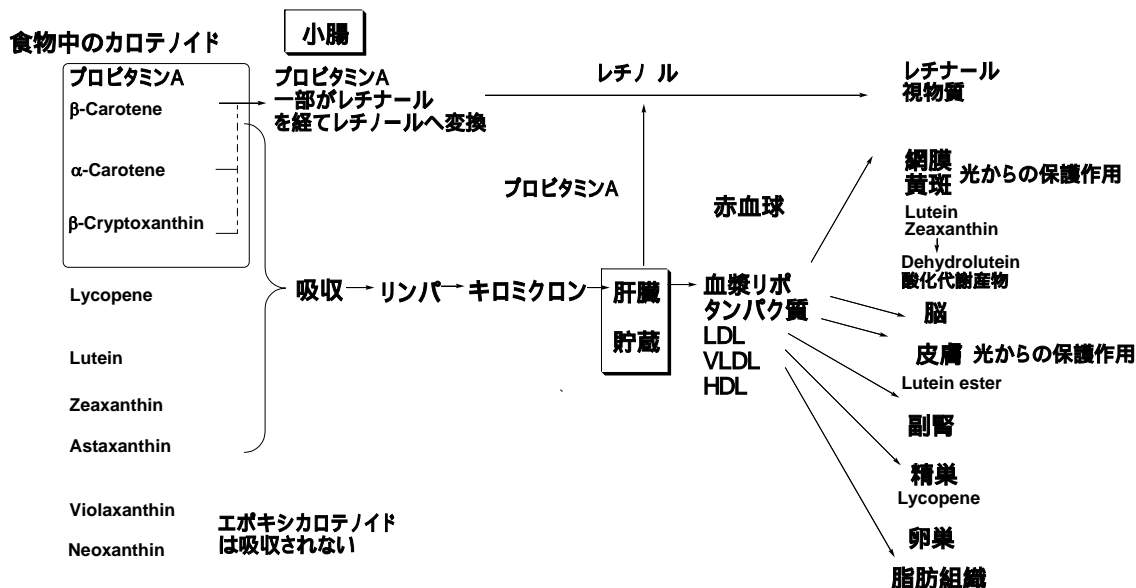 小腸
食物中のカロテノイド
プロビタミンA
β-Carotene
α-Carotene
β-Cryptoxanthin
Lycopene
Lutein
Zeaxanthin
Astaxanthin
Violaxanthin
Neoxanthin
エポキシカロテノイド
は吸収されない
プロビタミンA
一部がレチナール
を経てレチノールへ変換
レチノール
プロビタミンA
吸収
リンパ
キロミクロン
肝臓
貯蔵
赤血球
血漿リポ
タンパク質
LDL
VLDL
HDL
レチナール
視物質
網膜
黄斑
光からの保護作用
Lutein
Zeaxanthin
Dehydrolutein
酸化代謝産物
脳
皮膚 光からの保護作用
Lutein ester
副腎
精巣
Lycopene
卵巣
脂肪組織